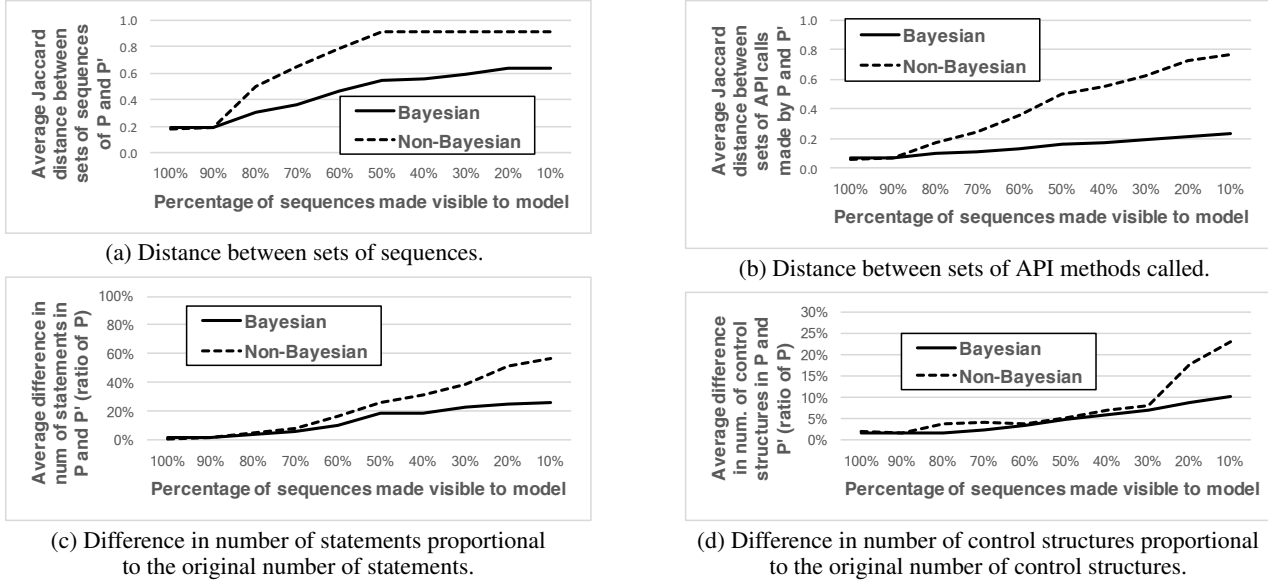 Average Jaccard
distance between
sets of sequences
of P and P'
1.0
0.8
0.6
0.4
0.2
0.0
Bayesian
Non-Bayesian
100% 90% 80% 70% 60% 50% 40% 30% 20% 10%
Percentage of sequences made visible to model
(a) Distance between sets of sequences.
Average Jaccard
distance between
sets of API calls
made by P and P'
1.0
0.8
0.6
0.4
0.2
0.0
Bayesian
Non-Bayesian
100% 90% 80% 70% 60% 50% 40% 30% 20% 10%
Percentage of sequences made visible to model
(b) Distance between sets of API methods called.
Average difference in
num of statements in
P and P' (ratio of P)
100%
80%
60%
40%
20%
0%
Bayesian
Non-Bayesian
100% 90% 80% 70% 60% 50% 40% 30% 20% 10%
Percentage of sequences made visible to model
(c) Difference in number of statements proportional
to the original number of statements.
Average difference
in num. of control
structures in P and
P' (ratio of P)
30%
25%
20%
15%
10%
5%
0%
Bayesian
Non-Bayesian
100% 90% 80% 70% 60% 50% 40% 30% 20% 10%
Percentage of sequences made visible to model
(d) Difference in number of control structures proportional
to the original number of control structures.